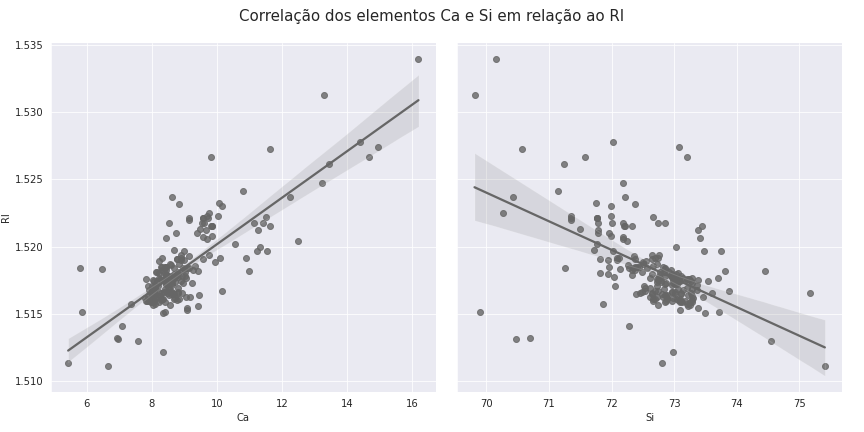 Correlação dos elementos Ca e Si em relação ao RI
1.535
1.530
1.525
1.520
1.515
1.510
RI
6 8 10 12 14 16
Ca
70 71 72 73 74 75
Si